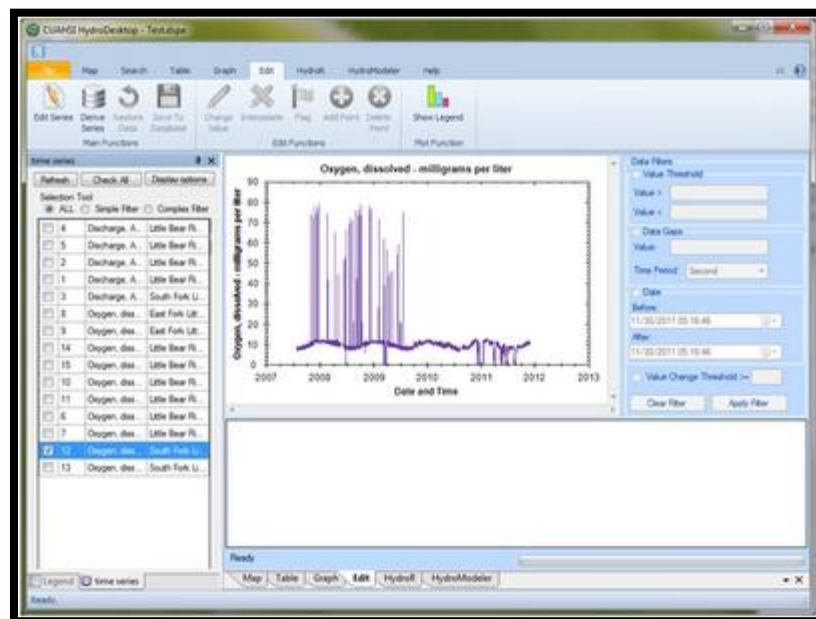 CUAHSI HydroDesktop - Test.dspx
Map Search Table Graph Edit HydroR HydroModeler Help
Edit Series Derive Series Restore Data Save To Database Change Value Interpolate Flag Add Point Delete Point Show Legend
Main Functions Edit Functions Plot Function
time series
Refresh Check All Display options
Selection Tool
ALL Simple Filter Complex Filter
4 Discharge, A... Little Bear Ri...
5 Discharge, A... Little Bear Ri...
2 Discharge, A... Little Bear Ri...
1 Discharge, A... Little Bear Ri...
3 Discharge, A... South Fork Li...
8 Oxygen, diss... East Fork Litt...
9 Oxygen, diss... East Fork Litt...
14 Oxygen, diss... Little Bear Ri...
15 Oxygen, diss... Little Bear Ri...
10 Oxygen, diss... Little Bear Ri...
11 Oxygen, diss... Little Bear Ri...
6 Oxygen, diss... Little Bear Ri...
7 Oxygen, diss... Little Bear Ri...
12 Oxygen, diss... South Fork Li...
13 Oxygen, diss... South Fork Li...
Legend time series
Oxygen, dissolved - milligrams per liter
Oxygen, dissolved - milligrams per liter
90
80
70
60
50
40
30
20
10
0
2007 2008 2009 2010 2011 2012 2013
Date and Time
Data Filters
Value Threshold
Value >
Value <
Data Gaps
Value:
Time Period: Second
Date
Before:
11/30/2011 05:16:46
After:
11/30/2011 05:16:46
Value Change Threshold >=
Clear Filter Apply Filter
Ready
Map Table Graph Edit HydroR HydroModeler
Ready.